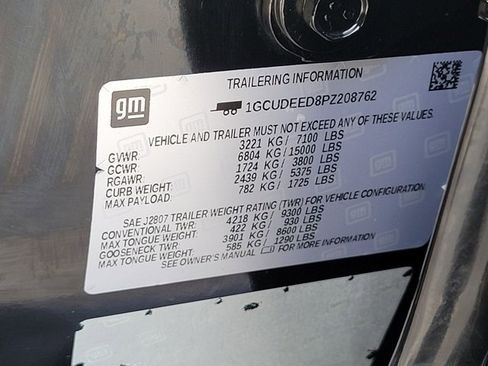 TRAILERING INFORMATION
gm
1GCUDEED8PZ208762
VEHICLE AND TRAILER MUST NOT EXCEED ANY OF THESE VALUES.
GVWR: 3221 KG / 7100 LBS
GCWR: 6804 KG / 15000 LBS
RGAWR: 1724 KG / 3800 LBS
CURB WEIGHT: 2439 KG / 5375 LBS
MAX PAYLOAD: 782 KG / 1725 LBS
SAE J2807 TRAILER WEIGHT RATING (TWR) FOR VEHICLE CONFIGURATION
CONVENTIONAL TWR: 4218 KG / 9300 LBS
MAX TONGUE WEIGHT: 422 KG / 930 LBS
GOOSENECK TWR: 3901 KG / 8600 LBS
MAX TONGUE WEIGHT: 585 KG / 1290 LBS
SEE OWNER'S MANUAL FOR MORE INFORMATION